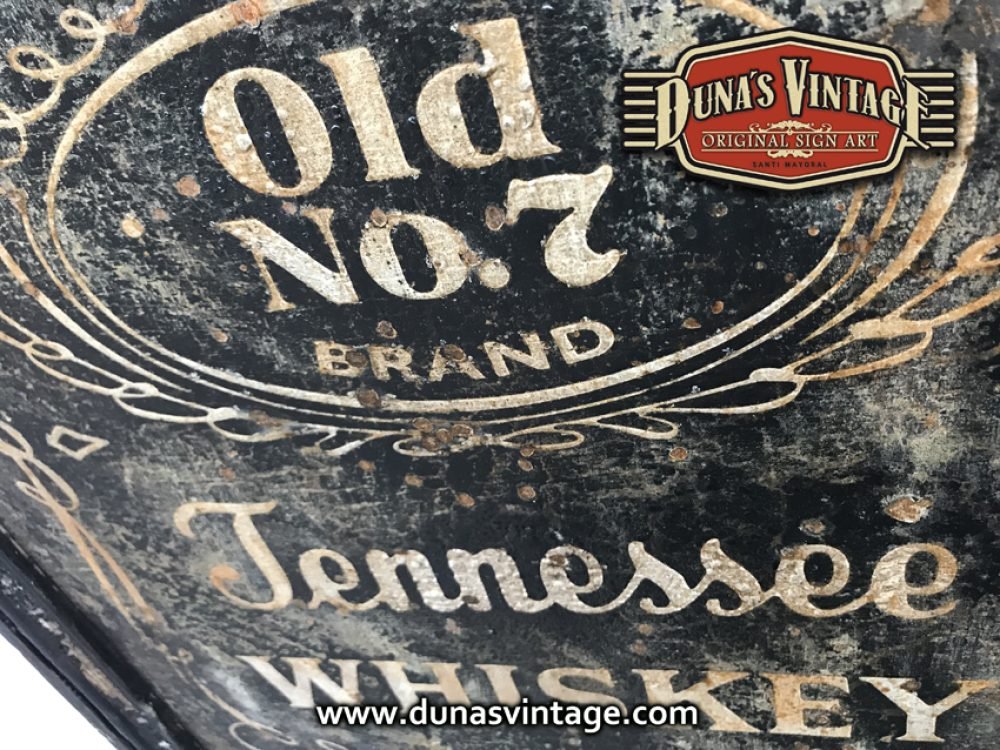 Old
No.7
BRAND
Tennessee
WHISKEY
DUNA'S VINTAGE
ORIGINAL SIGN ART
SANTI MAYORAL
www.dunasvintage.com